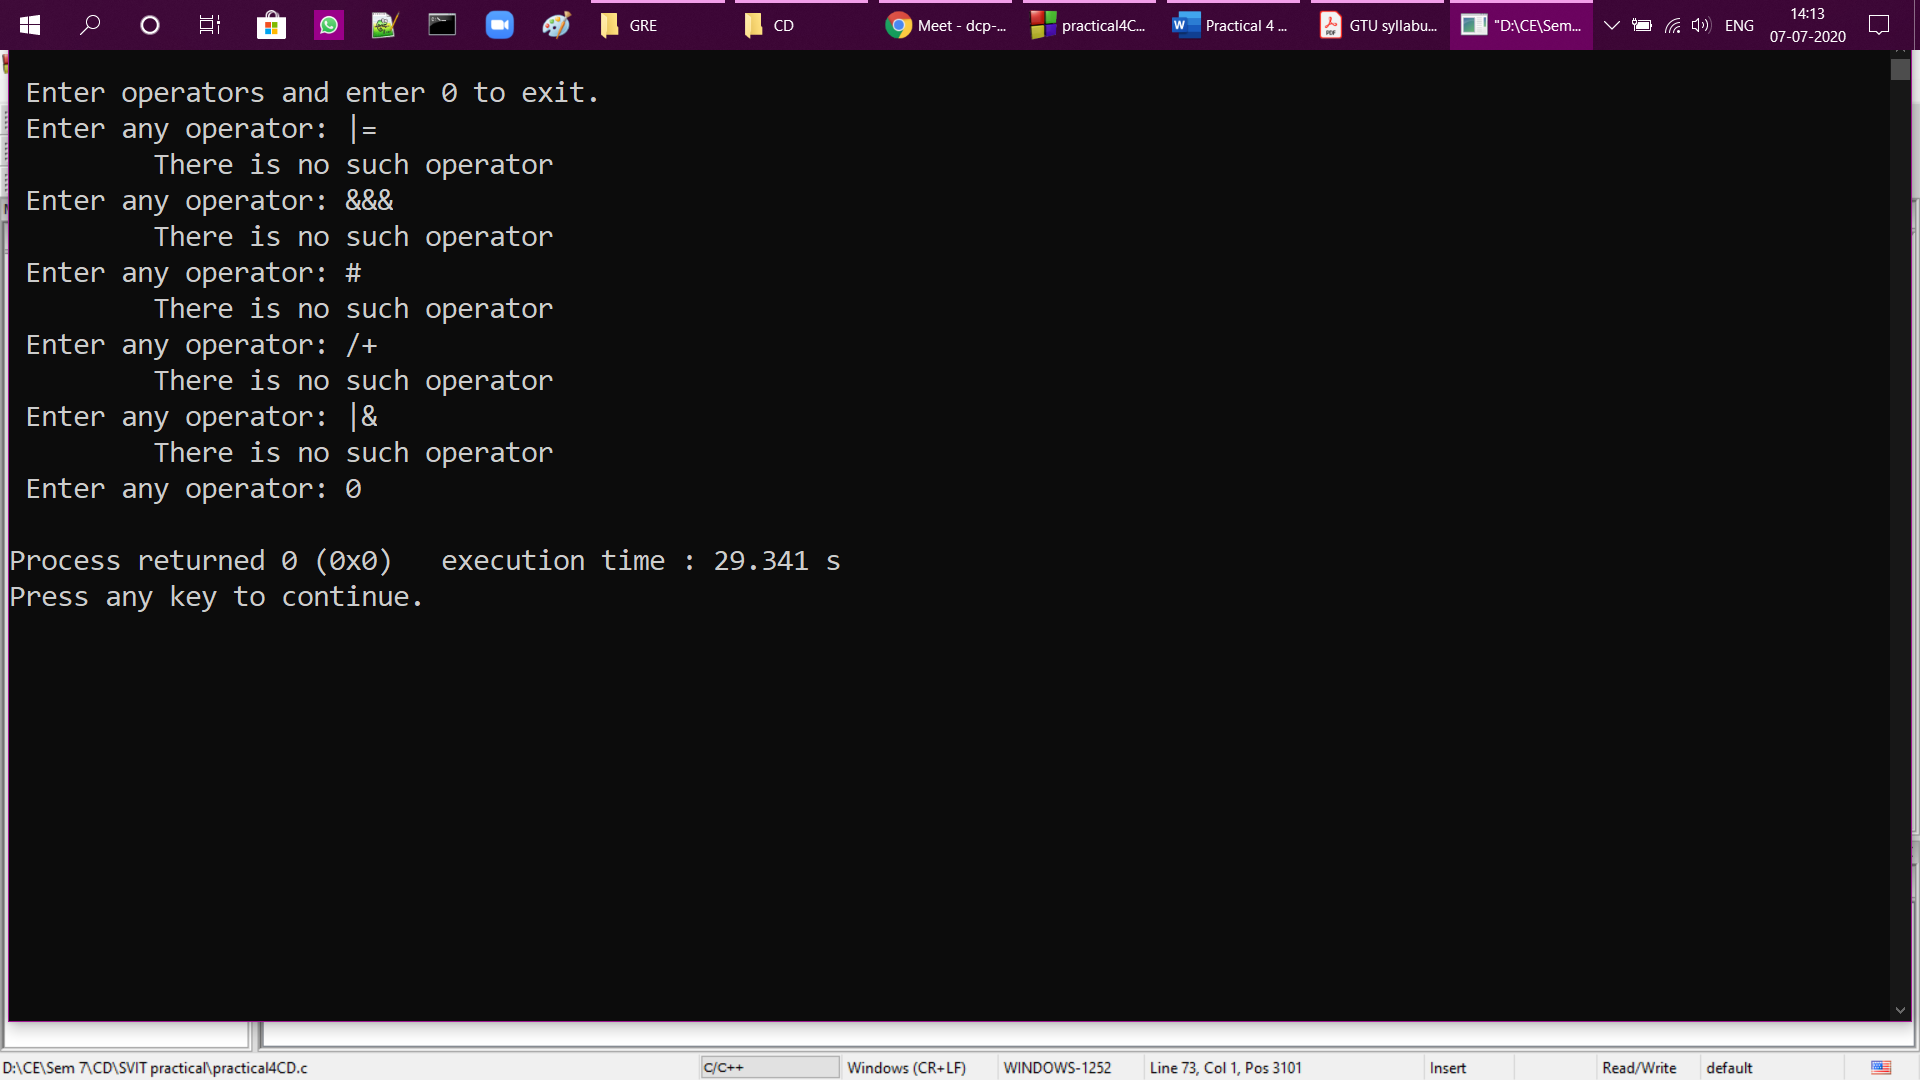 GRE
CD
Meet - dcp-...
practical4C...
Practical 4 ...
GTU syllabu...
"D:\CE\Sem...
ENG
14:13
07-07-2020
Enter operators and enter 0 to exit.
Enter any operator: |=
There is no such operator
Enter any operator: &&&
There is no such operator
Enter any operator: #
There is no such operator
Enter any operator: /+
There is no such operator
Enter any operator: |&
There is no such operator
Enter any operator: 0
Process returned 0 (0x0)   execution time : 29.341 s
Press any key to continue.
D:\CE\Sem 7\CD\SVIT practical\practical4CD.c
C/C++
Windows (CR+LF)
WINDOWS-1252
Line 73, Col 1, Pos 3101
Insert
Read/Write
default